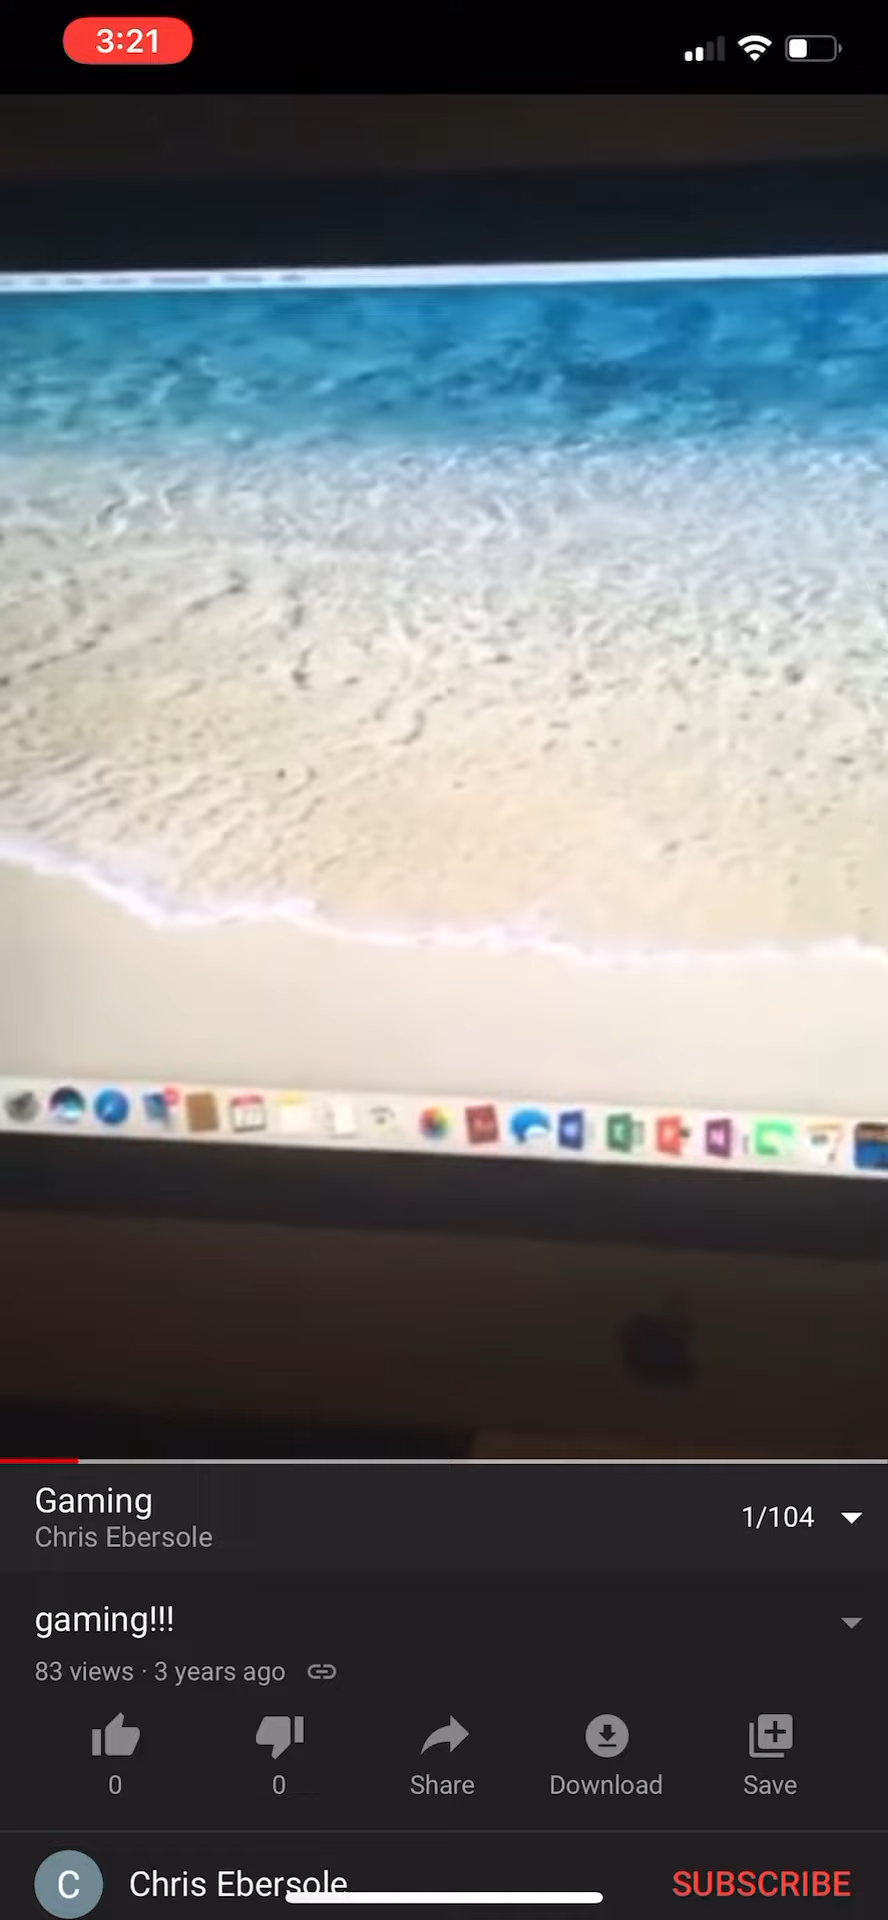 3:21
Gaming
Chris Ebersole
1/104
gaming!!!
83 views · 3 years ago
0
0
Share
Download
Save
C
Chris Ebersole
SUBSCRIBE